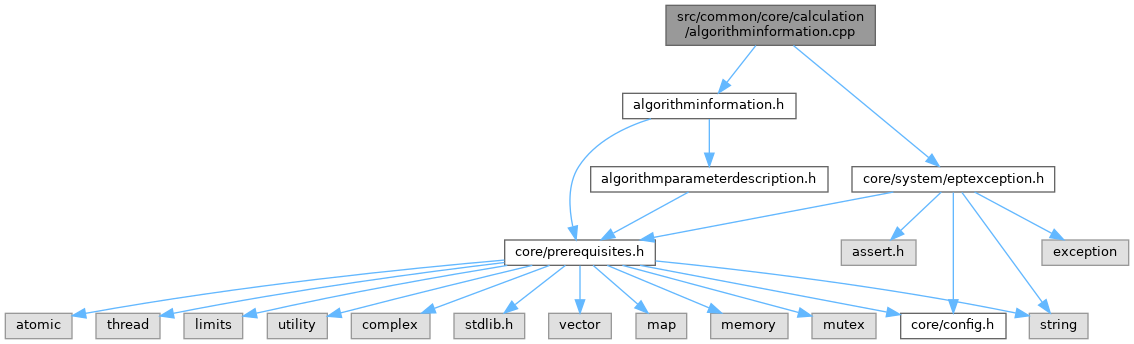 src/common/core/calculation
/algorithminformation.cpp
algorithminformation.h
algorithmparameterdescription.h
core/system/eptexception.h
core/prerequisites.h
assert.h
exception
atomic
thread
limits
utility
complex
stdlib.h
vector
map
memory
mutex
core/config.h
string